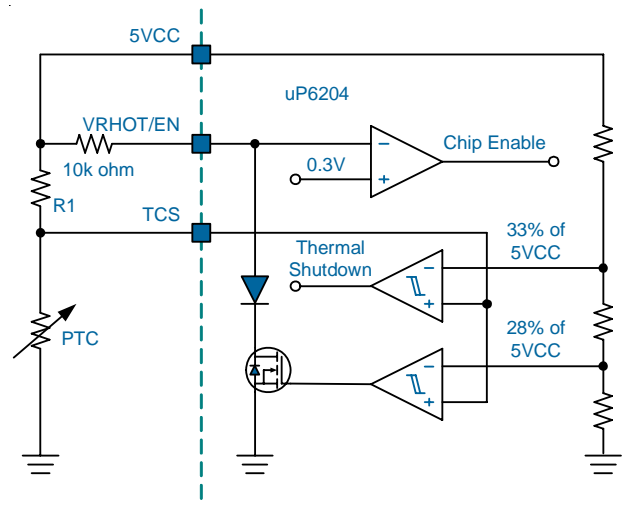 5VCC
uP6204
VRHOT/EN
Chip Enable
0.3V
10k ohm
R1
TCS
33% of
5VCC
Thermal
Shutdown
28% of
5VCC
PTC